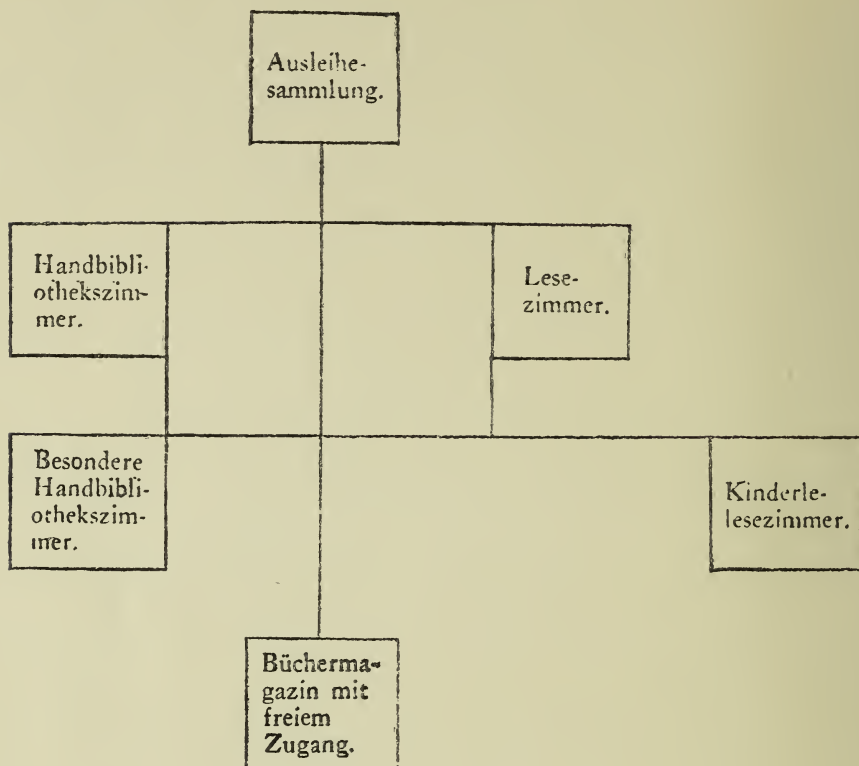 Ausleihe-
sammlung.
Handbibli-
othekszim-
mer.
Lese-
zimmer.
Besondere
Handbibli-
othekszim-
mer.
Kinderle-
lesezimmer.
Bücherma-
gazin mit
freiem
Zugang.